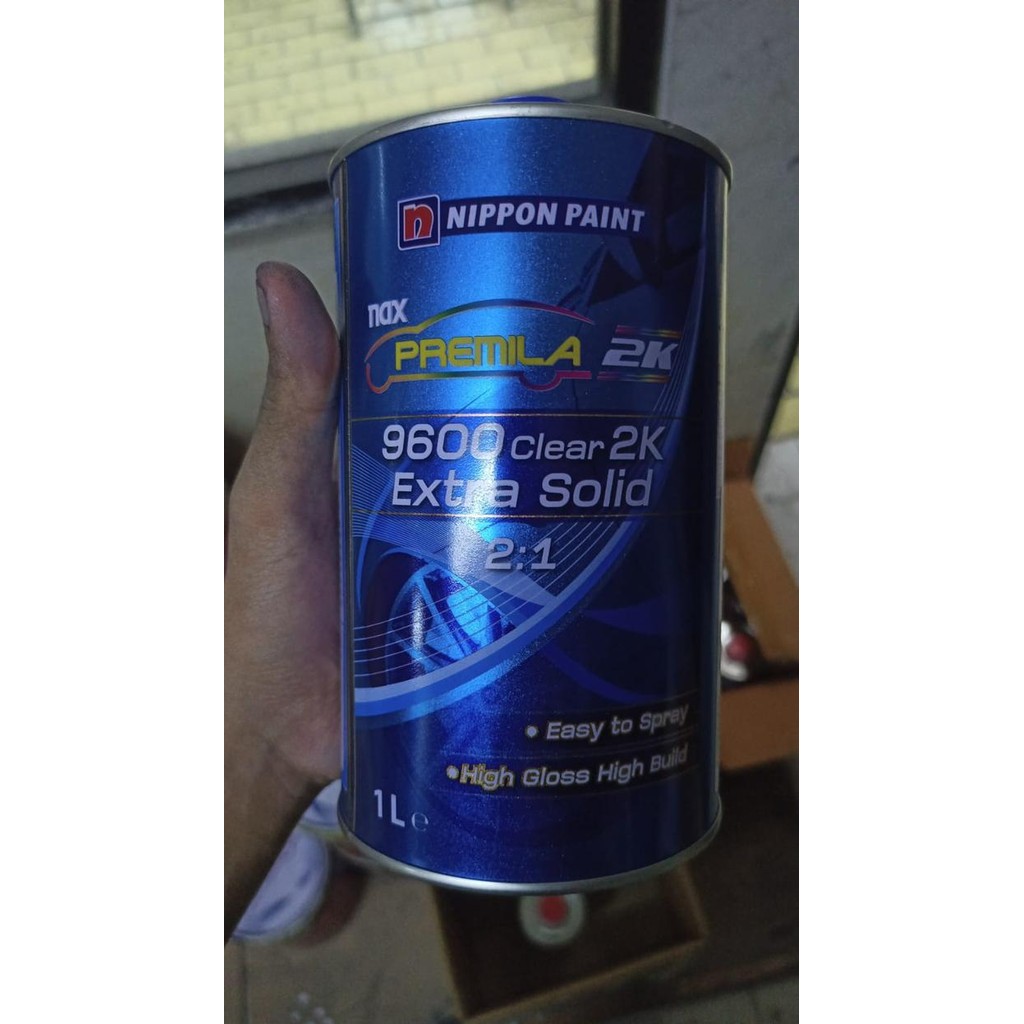 n NIPPON PAINT
nax
PREMILA 2K
9600 Clear 2K
Extra Solid
2:1
• Easy to Spray
• High Gloss High Build
1L e